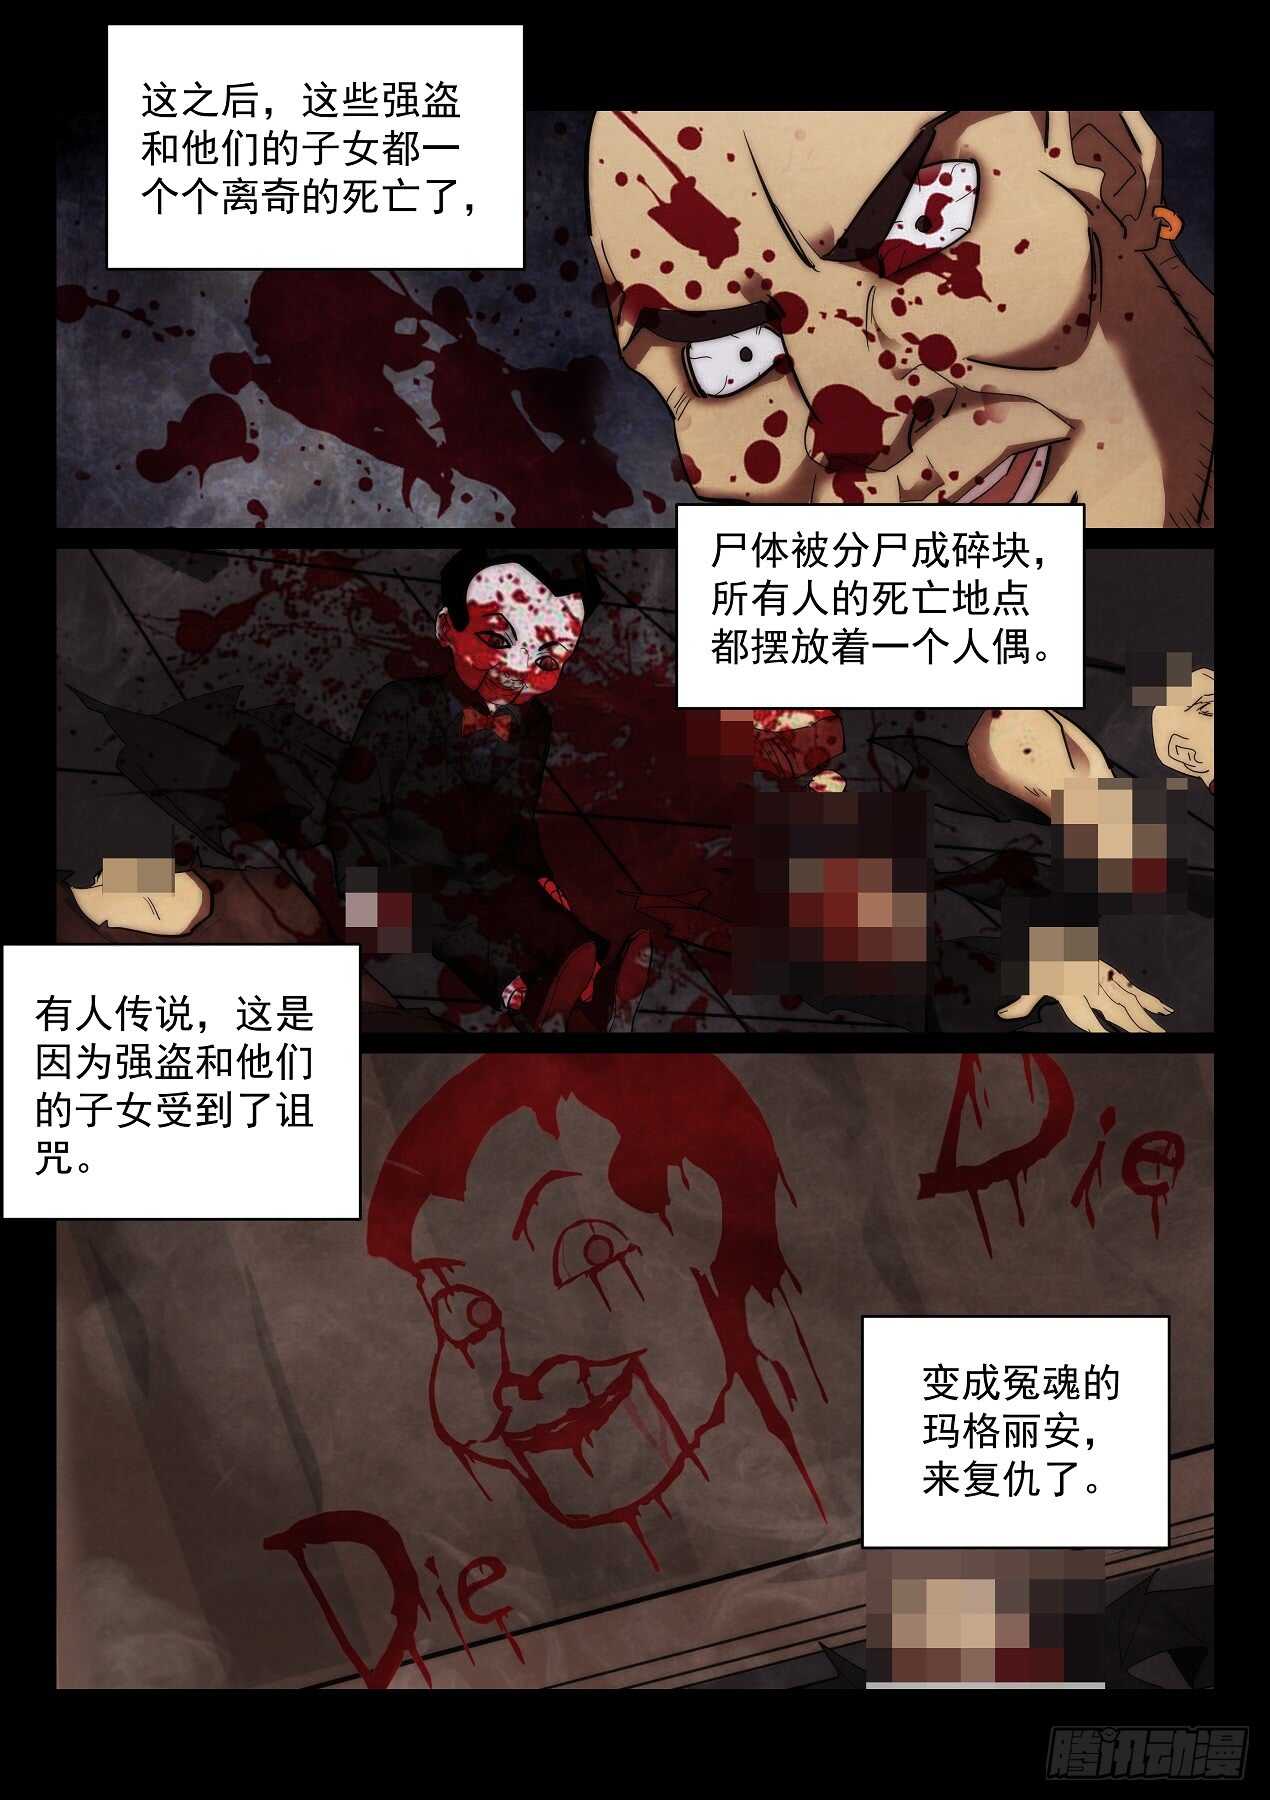 这之后，这些强盗
和他们的子女都一
个个离奇的死亡了，
尸体被分尸成碎块，
所有人的死亡地点
都摆放着一个人偶。
有人传说，这是
因为强盗和他们
的子女受到了诅
咒。
Die
变成冤魂的
玛格丽安，
来复仇了。
Die
腾讯动漫